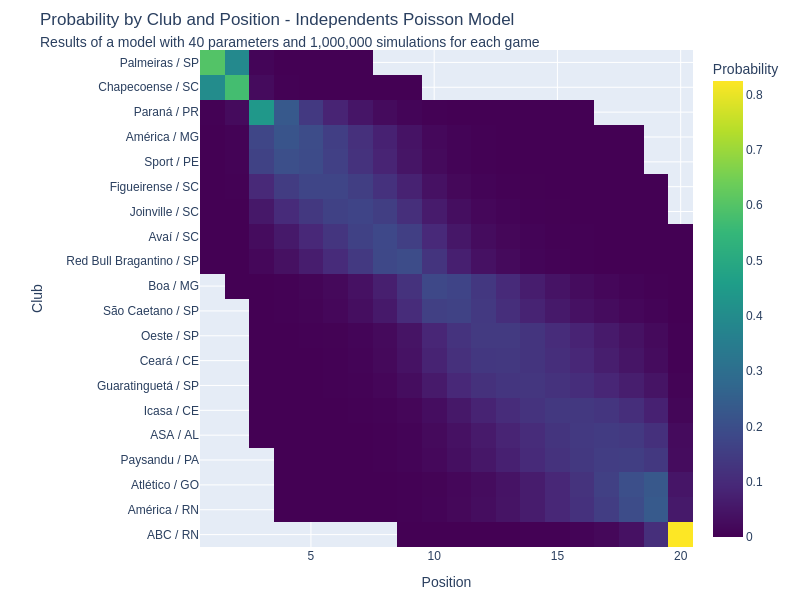 Probability by Club and Position - Independents Poisson Model
Results of a model with 40 parameters and 1,000,000 simulations for each game
Probability
Palmeiras / SP
Chapecoense / SC
Paraná / PR
América / MG
Sport / PE
Figueirense / SC
Joinville / SC
Avaí / SC
Red Bull Bragantino / SP
Boa / MG
São Caetano / SP
Oeste / SP
Ceará / CE
Guaratinguetá / SP
Icasa / CE
ASA / AL
Paysandu / PA
Atlético / GO
América / RN
ABC / RN
Club
5
10
15
20
Position
0.8
0.7
0.6
0.5
0.4
0.3
0.2
0.1
0